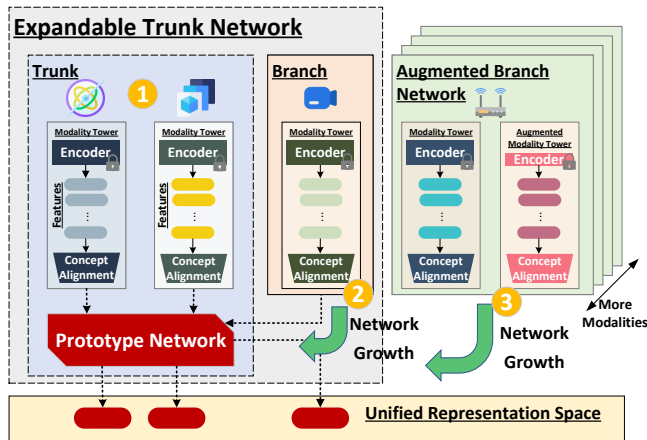 Expandable Trunk Network
Trunk
1
Modality Tower
Encoder
Features
Concept
Alignment
Modality Tower
Encoder
Features
Concept
Alignment
Branch
Modality Tower
Encoder
Concept
Alignment
2
Network
Growth
Prototype Network
Augmented Branch
Network
Modality Tower
Encoder
Concept
Alignment
Augmented
Modality Tower
Encoder
Concept
Alignment
3
Network
Growth
More
Modalities
Unified Representation Space